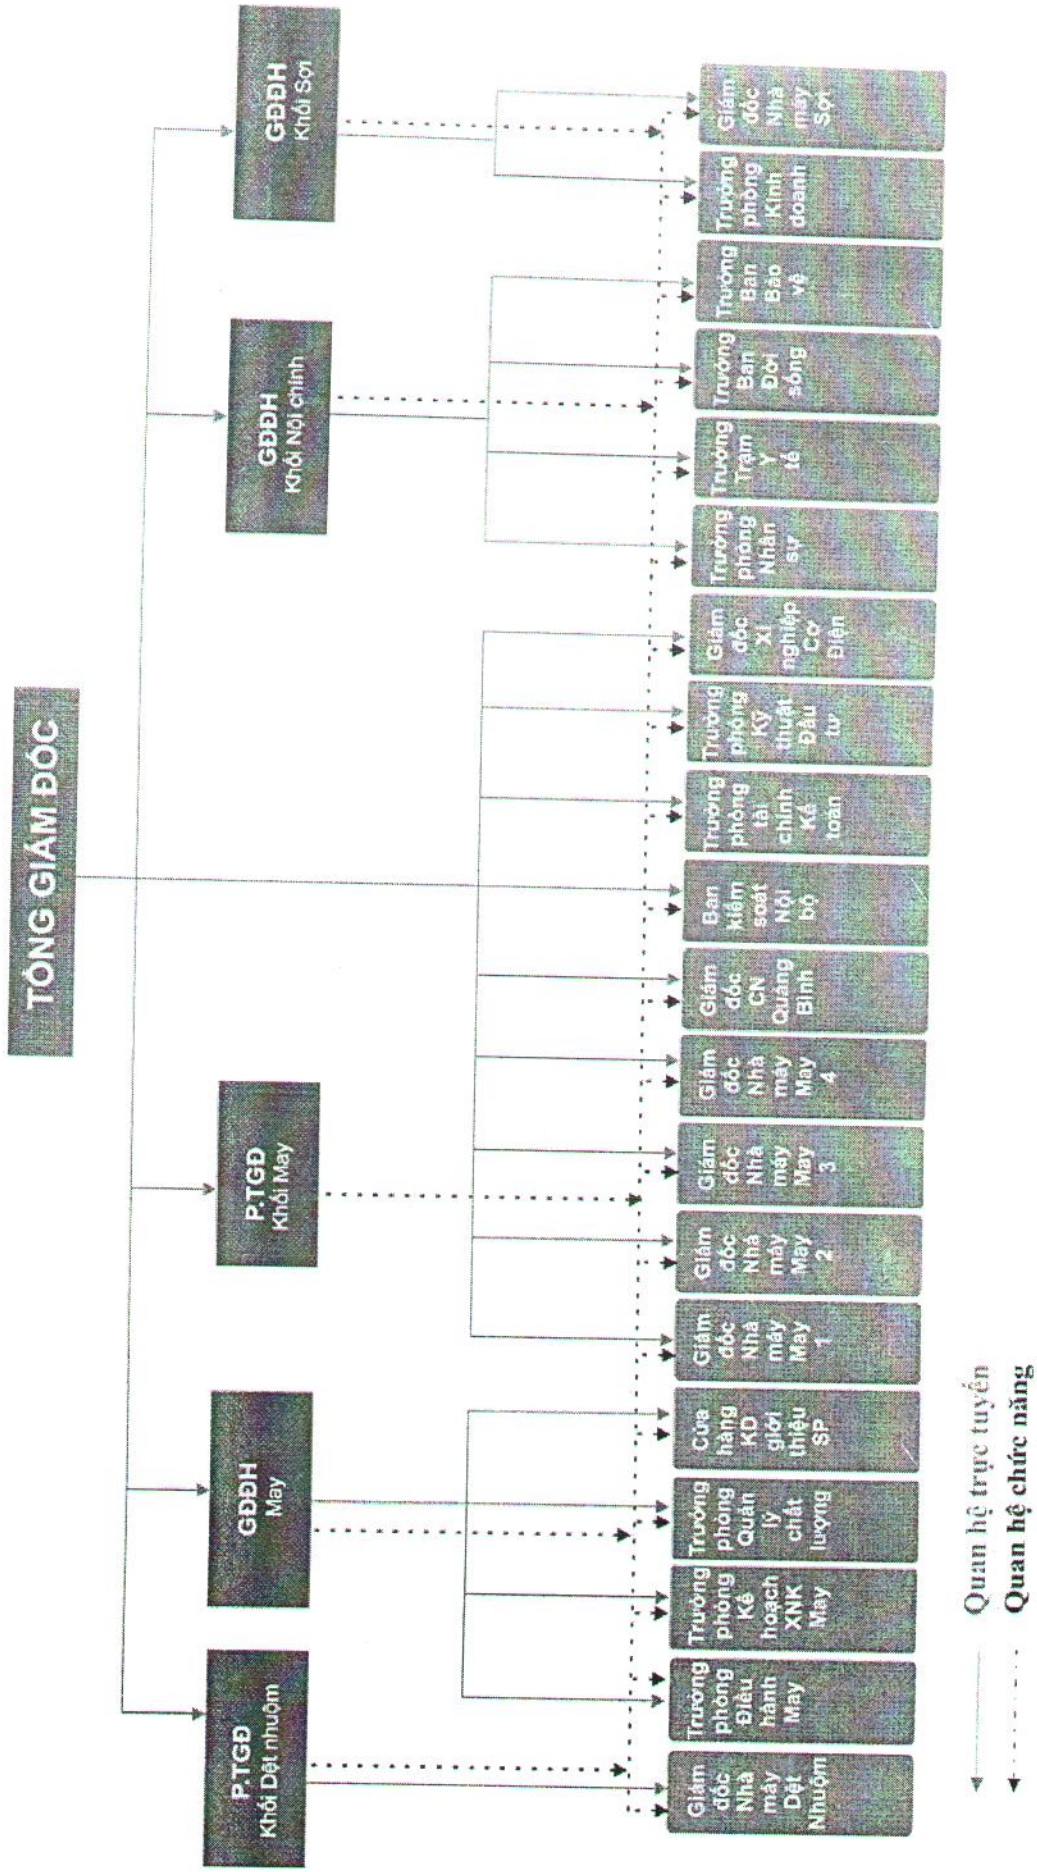 TỔNG GIÁM ĐỐC
P.TGĐ
Khối Dệt nhuộm
GĐĐH
May
P.TGĐ
Khối May
GĐĐH
Khối Nội chính
GĐĐH
Khối Sợi
Giám
đốc
Nhà
máy
Dệt
Nhuộm
Trưởng
phòng
Điều
hành
May
Trưởng
phòng
Kế
hoạch
XNK
May
Trưởng
phòng
Quản
lý
chất
lượng
Cửa
hàng
KD
giới
thiệu
SP
Giám
đốc
Nhà
máy
May
1
Giám
đốc
Nhà
máy
May
2
Giám
đốc
Nhà
máy
May
3
Giám
đốc
Nhà
máy
May
4
Giám
đốc
CN
Quảng
Bình
Ban
kiểm
soát
Nội
bộ
Trưởng
phòng
tài
chính
Kế
toán
Trưởng
phòng
Kỹ
thuật
Đầu
tư
Giám
đốc
Xí
nghiệp
Cơ
Điện
Trưởng
phòng
Nhân
sự
Trưởng
Trạm
Y
tế
Trưởng
Ban
Đời
sống
Trưởng
Ban
Bảo
vệ
Trưởng
phòng
Kinh
doanh
Giám
đốc
Nhà
máy
Sợi
Quan hệ trực tuyến
Quan hệ chức năng